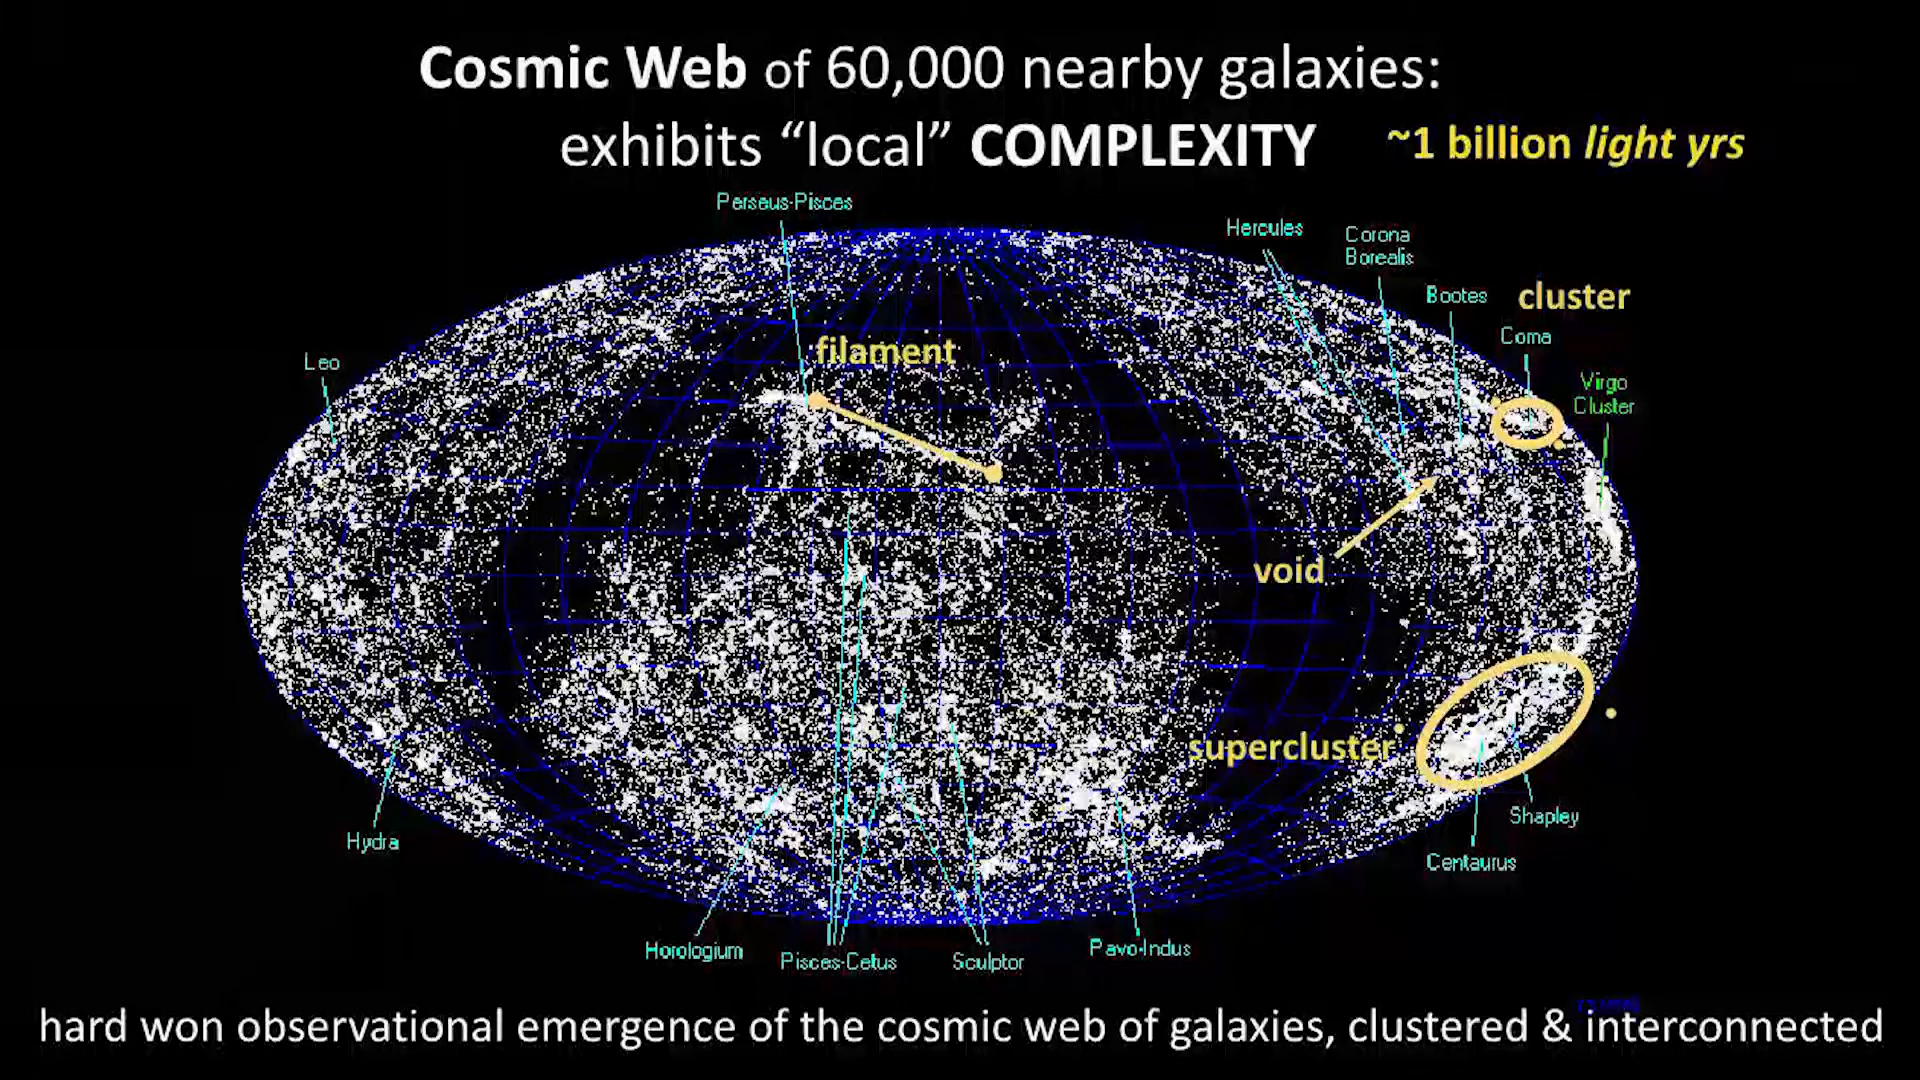 Cosmic Web of 60,000 nearby galaxies:
exhibits “local” COMPLEXITY
~1 billion light yrs
Perseus-Pisces
Hercules
Corona
Borealis
Bootes
cluster
Coma
Virgo
Cluster
filament
Leo
void
supercluster
Shapley
Hydra
Centaurus
Horologium
Pisces-Cetus
Sculptor
Pavo-Indus
hard won observational emergence of the cosmic web of galaxies, clustered & interconnected